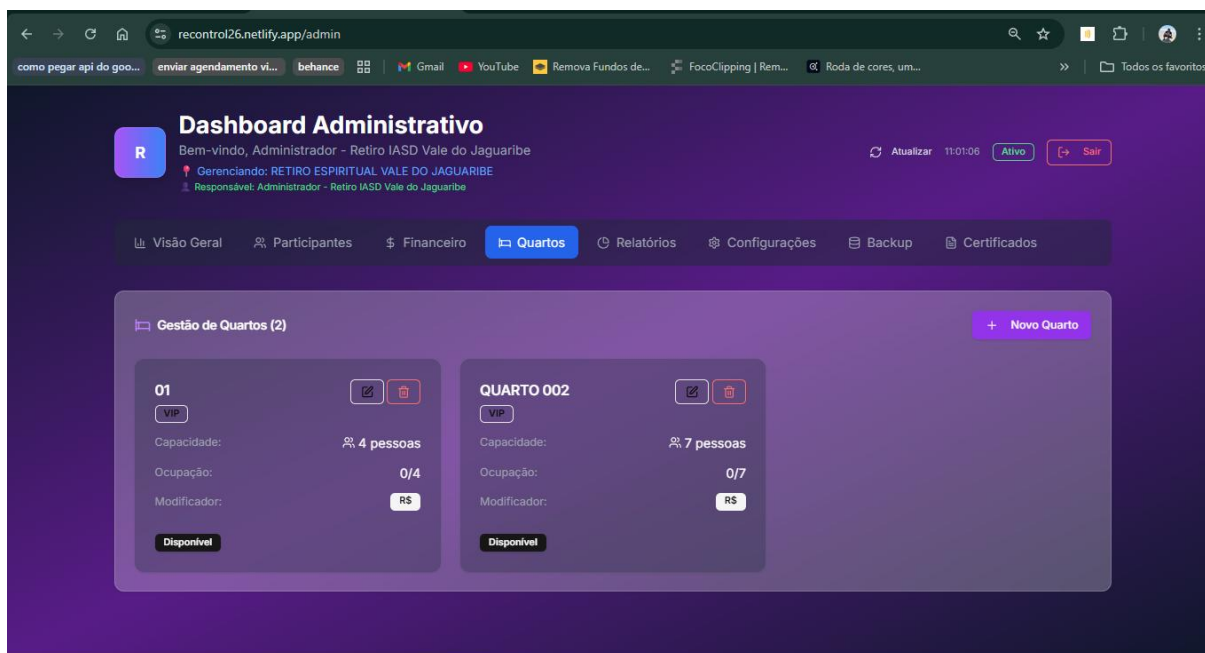 recontrol26.netlify.app/admin
como pegar api do goo... enviar agendamento vi... behance Gmail YouTube Remova Fundos de... FocoClipping | Rem... Roda de cores, um... » Todos os favoritos
R
Dashboard Administrativo
Bem-vindo, Administrador - Retiro IASD Vale do Jaguaribe
Gerenciando: RETIRO ESPIRITUAL VALE DO JAGUARIBE
Responsável: Administrador - Retiro IASD Vale do Jaguaribe
Atualizar 11:01:06 Ativo Sair
Visão Geral Participantes $ Financeiro Quartos Relatórios Configurações Backup Certificados
Gestão de Quartos (2)
+ Novo Quarto
01
VIP
Capacidade: 4 pessoas
Ocupação: 0/4
Modificador: R$
Disponível
QUARTO 002
VIP
Capacidade: 7 pessoas
Ocupação: 0/7
Modificador: R$
Disponível